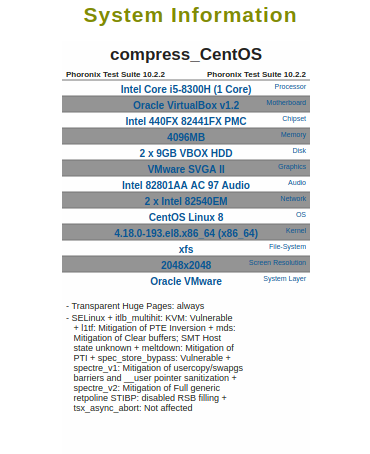 System Information
compress_CentOS
Phoronix Test Suite 10.2.2 Phoronix Test Suite 10.2.2
Intel Core i5-8300H (1 Core) Processor
Oracle VirtualBox v1.2 Motherboard
Intel 440FX 82441FX PMC Chipset
4096MB Memory
2 x 9GB VBOX HDD Disk
VMware SVGA II Graphics
Intel 82801AA AC 97 Audio Audio
2 x Intel 82540EM Network
CentOS Linux 8 OS
4.18.0-193.el8.x86_64 (x86_64) Kernel
xfs File-System
2048x2048 Screen Resolution
Oracle VMware System Layer
- Transparent Huge Pages: always
- SELinux + itlb_multihit: KVM: Vulnerable
+ l1tf: Mitigation of PTE Inversion + mds:
Mitigation of Clear buffers; SMT Host
state unknown + meltdown: Mitigation of
PTI + spec_store_bypass: Vulnerable +
spectre_v1: Mitigation of usercopy/swapgs
barriers and __user pointer sanitization +
spectre_v2: Mitigation of Full generic
retpoline STIBP: disabled RSB filling +
tsx_async_abort: Not affected